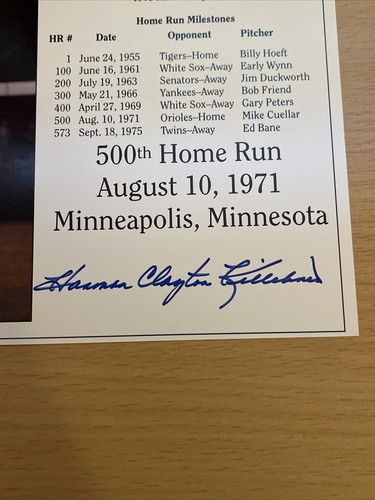 Home Run Milestones
HR # Date Opponent Pitcher
1 June 24, 1955 Tigers–Home Billy Hoeft
100 June 16, 1961 White Sox–Away Early Wynn
200 July 19, 1963 Senators–Away Jim Duckworth
300 May 21, 1966 Yankees–Away Bob Friend
400 April 27, 1969 White Sox–Away Gary Peters
500 Aug. 10, 1971 Orioles–Home Mike Cuellar
573 Sept. 18, 1975 Twins–Away Ed Bane
500th Home Run
August 10, 1971
Minneapolis, Minnesota
Harmon Clayton Killebrew